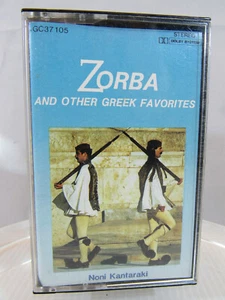 GC37105
STEREO
ZORBA
AND OTHER GREEK FAVORITES
Noni Kantaraki